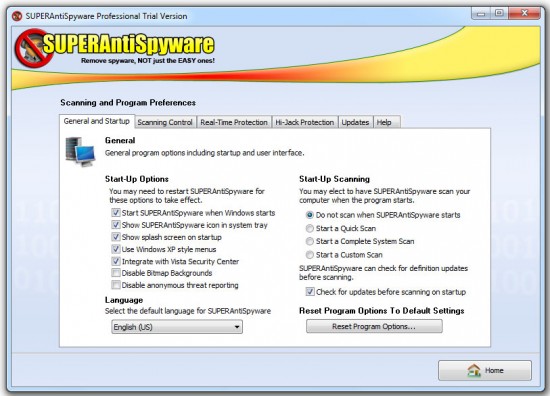 SUPERAntiSpyware Professional Trial Version
SUPERAntiSpyware
Remove spyware, NOT just the EASY ones!
Scanning and Program Preferences
General and Startup
Scanning Control
Real-Time Protection
Hi-Jack Protection
Updates
Help
General
General program options including startup and user interface.
Start-Up Options
You may need to restart SUPERAntiSpyware for
these options to take effect.
Start SUPERAntiSpyware when Windows starts
Show SUPERAntiSpyware icon in system tray
Show splash screen on startup
Use Windows XP style menus
Integrate with Vista Security Center
Disable Bitmap Backgrounds
Disable anonymous threat reporting
Language
Select the default language for SUPERAntiSpyware
English (US)
Start-Up Scanning
You may elect to have SUPERAntiSpyware scan your
computer when the program starts.
Do not scan when SUPERAntiSpyware starts
Start a Quick Scan
Start a Complete System Scan
Start a Custom Scan
SUPERAntiSpyware can check for definition updates
before scanning.
Check for updates before scanning on startup
Reset Program Options To Default Settings
Reset Program Options...
Home